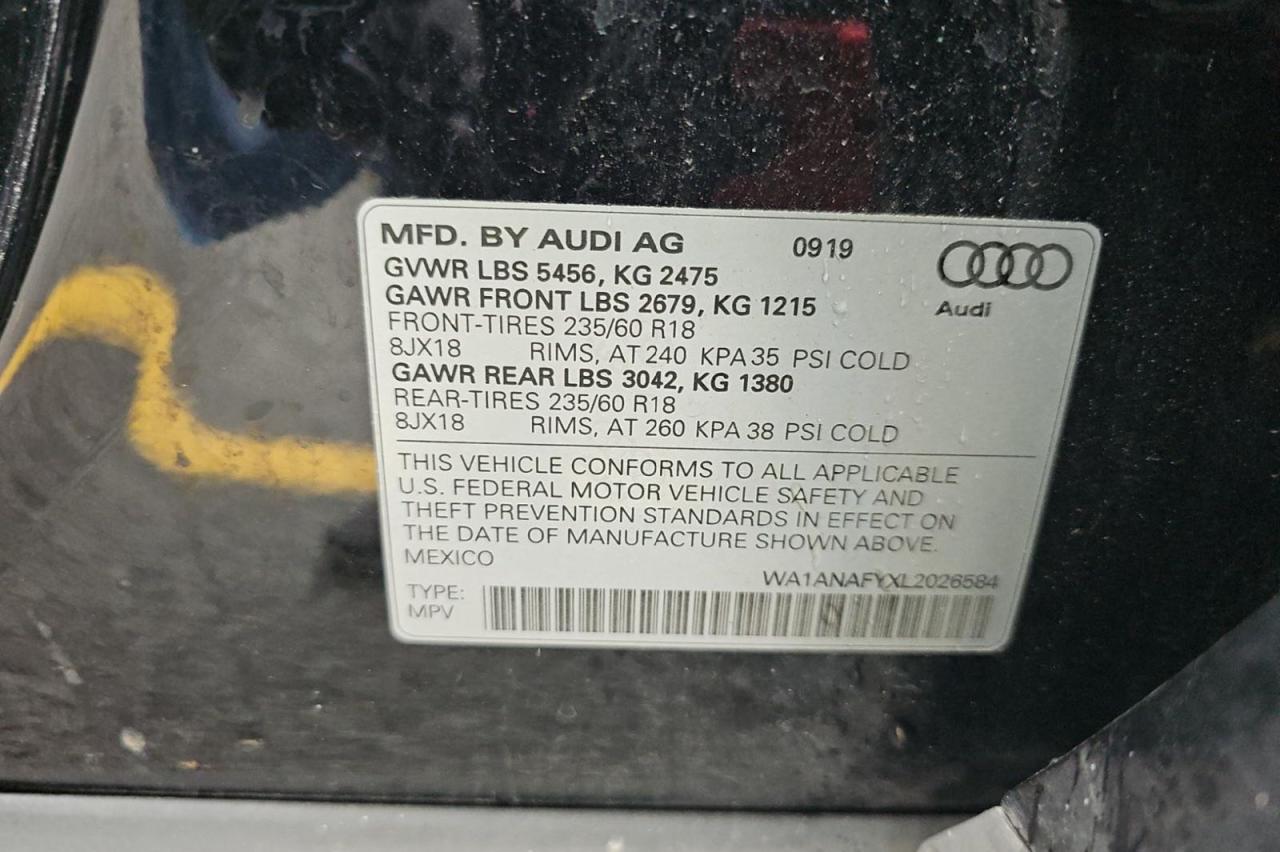 MFD. BY AUDI AG 0919
GVWR LBS 5456, KG 2475
GAWR FRONT LBS 2679, KG 1215
Audi
FRONT-TIRES 235/60 R18
8JX18 RIMS, AT 240 KPA 35 PSI COLD
GAWR REAR LBS 3042, KG 1380
REAR-TIRES 235/60 R18
8JX18 RIMS, AT 260 KPA 38 PSI COLD
THIS VEHICLE CONFORMS TO ALL APPLICABLE
U.S. FEDERAL MOTOR VEHICLE SAFETY AND
THEFT PREVENTION STANDARDS IN EFFECT ON
THE DATE OF MANUFACTURE SHOWN ABOVE.
MEXICO
WA1ANAFYXL2026584
TYPE:
MPV